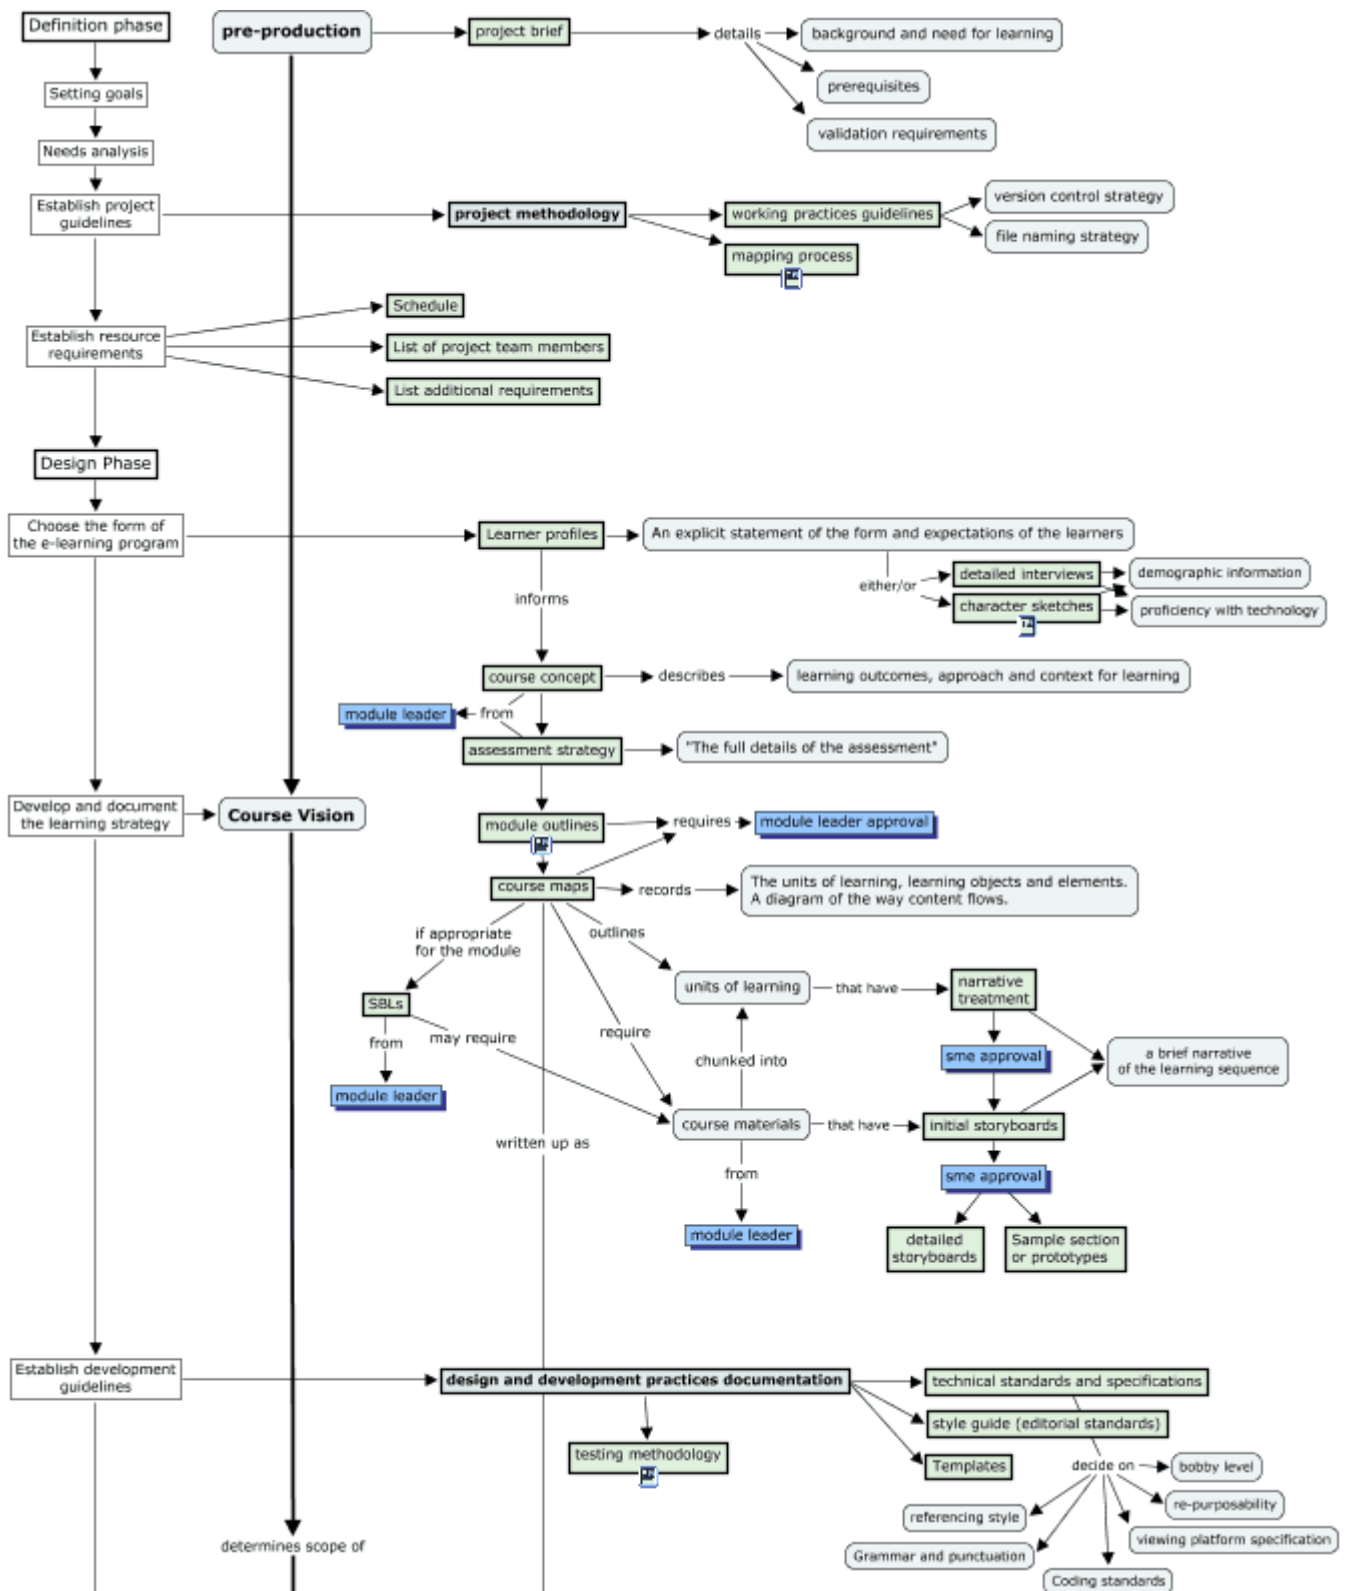 Definition phase
pre-production
project brief
details
background and need for learning
prerequisites
validation requirements
Setting goals
Needs analysis
Establish project
guidelines
project methodology
working practices guidelines
version control strategy
file naming strategy
mapping process
Schedule
Establish resource
requirements
List of project team members
List additional requirements
Design Phase
Choose the form of
the e-learning program
Learner profiles
An explicit statement of the form and expectations of the learners
either/or
detailed interviews
demographic information
character sketches
proficiency with technology
informs
course concept
describes
learning outcomes, approach and context for learning
module leader
from
assessment strategy
"The full details of the assessment"
Develop and document
the learning strategy
Course Vision
module outlines
requires
module leader approval
course maps
records
The units of learning, learning objects and elements.
A diagram of the way content flows.
if appropriate
for the module
outlines
units of learning
that have
narrative
treatment
SBLs
from
may require
require
chunked into
sme approval
a brief narrative
of the learning sequence
module leader
course materials
that have
initial storyboards
written up as
from
sme approval
module leader
detailed
storyboards
Sample section
or prototypes
Establish development
guidelines
design and development practices documentation
technical standards and specifications
style guide (editorial standards)
testing methodology
Templates
decide on
bobby level
re-purposability
referencing style
viewing platform specification
Grammar and punctuation
Coding standards
determines scope of